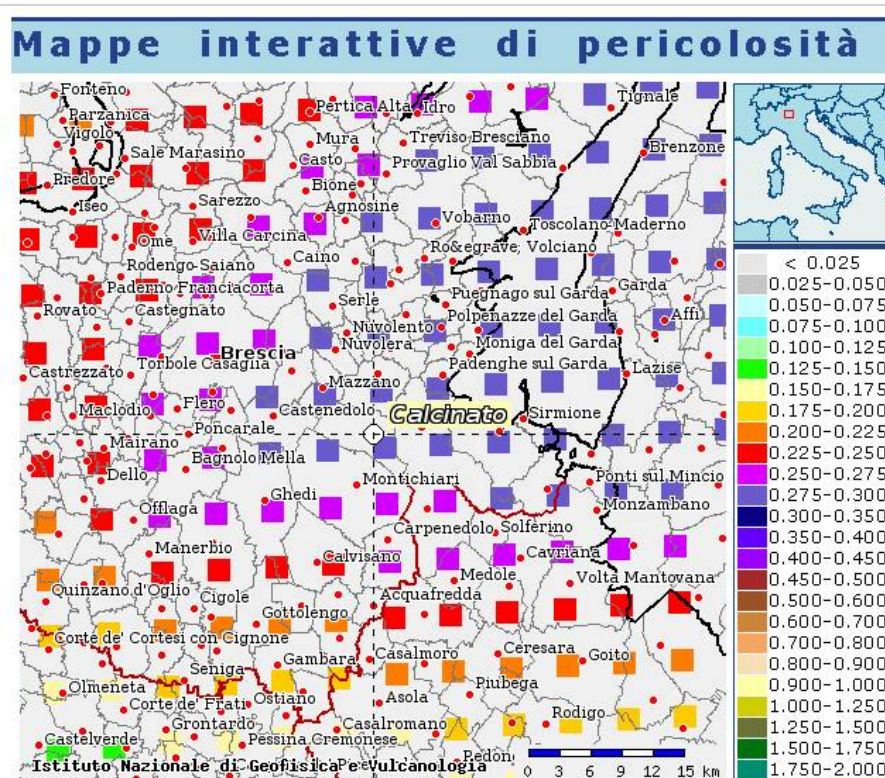 Mappe interattive di pericolosità
Fonteno
Tignale
Parzanica
Pertica Alta
Idro
Vigolo
Mura
Treviso Bresciano
Brenzone
Sale Marasino
Casto
Provaglio Val Sabbia
Predore
Bione
Iseo
Sarezzo
Agnosine
Vobarno
Toscolano-Maderno
Ome
Villa Carcina
Caino
Ro&egrave; Volciano
Rodengo-Saiano
Paderno Franciacorta
Puegnago sul Garda
Garda
Rovato
Castegnato
Serle
Polpenazze del Garda
Affi
Nuvolento
Nuvolera
Moniga del Garda
Brescia
Torbole Casaglia
Padenghe sul Garda
Lazise
Castrezzato
Mazzano
Maclodio
Flero
Castenedolo
Calcinato
Sirmione
Poncarale
Mairano
Bagnolo Mella
Dello
Montichiari
Ponti sul Mincio
Ghedi
Offlaga
Monzambano
Carpenedolo
Solferino
Manerbio
Calvisano
Cavriana
Medole
Volta Mantovana
Quinzano d'Oglio
Cigole
Acquafredda
Gottolengo
Corte de' Cortesi con Cignone
Ceresara
Casalmoro
Goito
Seniga
Gambara
Olmeneta
Ostiano
Asola
Piubega
Corte de' Frati
Grontardo
Casalromano
Rodigo
Castelverde
Pessina Cremonese
Istituto Nazionale di Geofisica e Vulcanologia
0 3 6 9 12 15 km
< 0.025
0.025-0.050
0.050-0.075
0.075-0.100
0.100-0.125
0.125-0.150
0.150-0.175
0.175-0.200
0.200-0.225
0.225-0.250
0.250-0.275
0.275-0.300
0.300-0.350
0.350-0.400
0.400-0.450
0.450-0.500
0.500-0.600
0.600-0.700
0.700-0.800
0.800-0.900
0.900-1.000
1.000-1.250
1.250-1.500
1.500-1.750
1.750-2.000